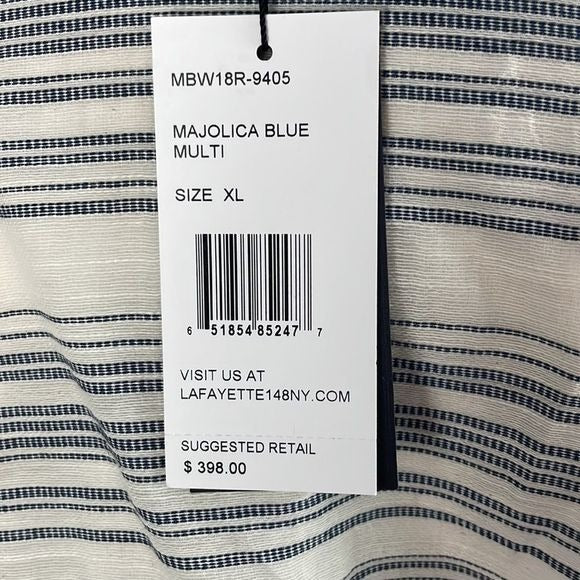 MBW18R-9405
MAJOLICA BLUE
MULTI
SIZE XL
6 51854 85247 7
VISIT US AT
LAFAYETTE148NY.COM
SUGGESTED RETAIL
$ 398.00